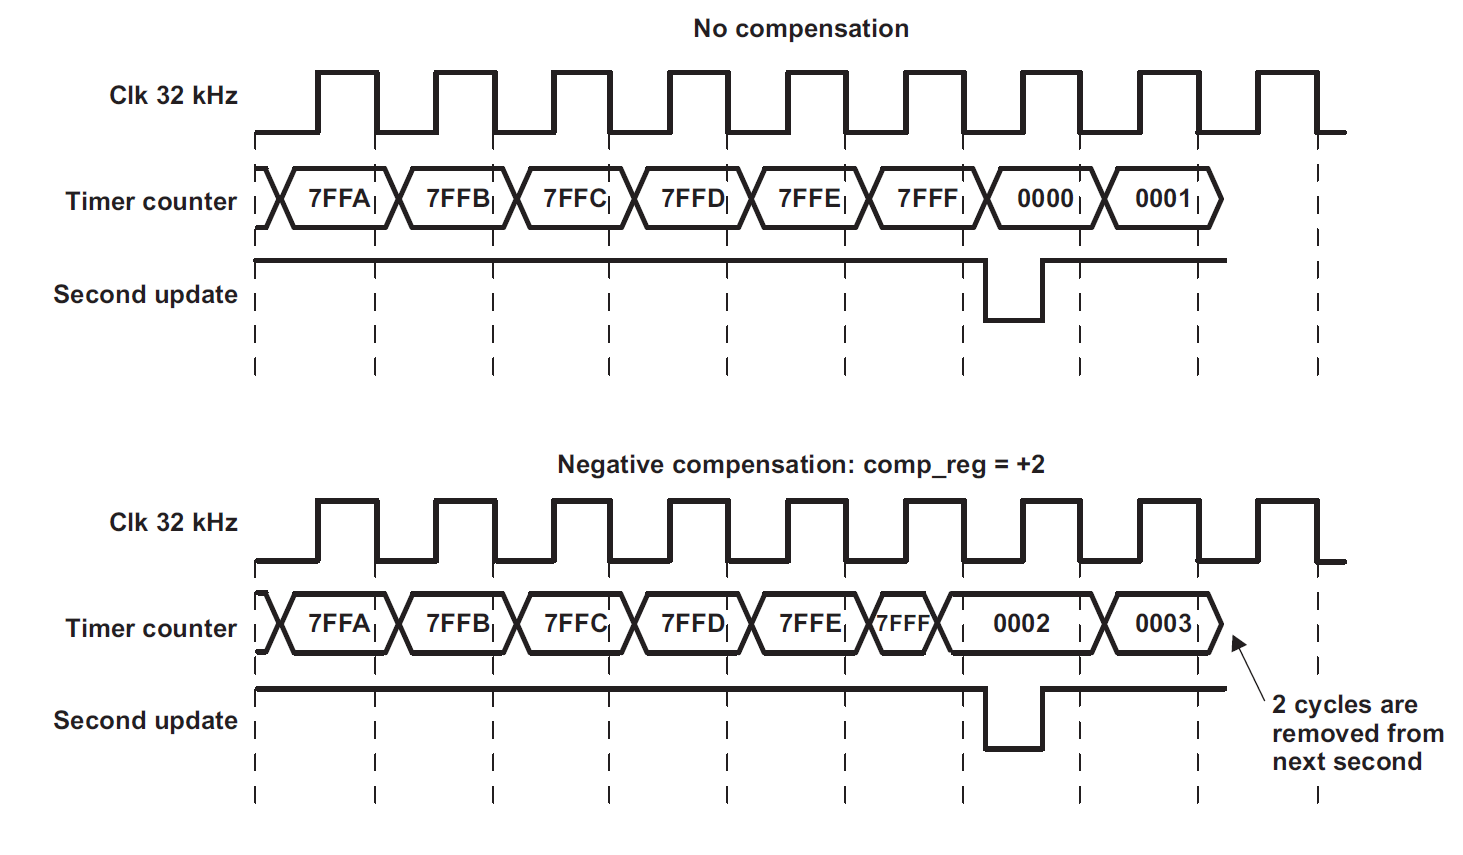 No compensation
Clk 32 kHz
Timer counter 7FFA 7FFB 7FFC 7FFD 7FFE 7FFF 0000 0001
Second update
Negative compensation: comp_reg = +2
Clk 32 kHz
Timer counter 7FFA 7FFB 7FFC 7FFD 7FFE 7FFF 0002 0003
Second update
2 cycles are
removed from
next second